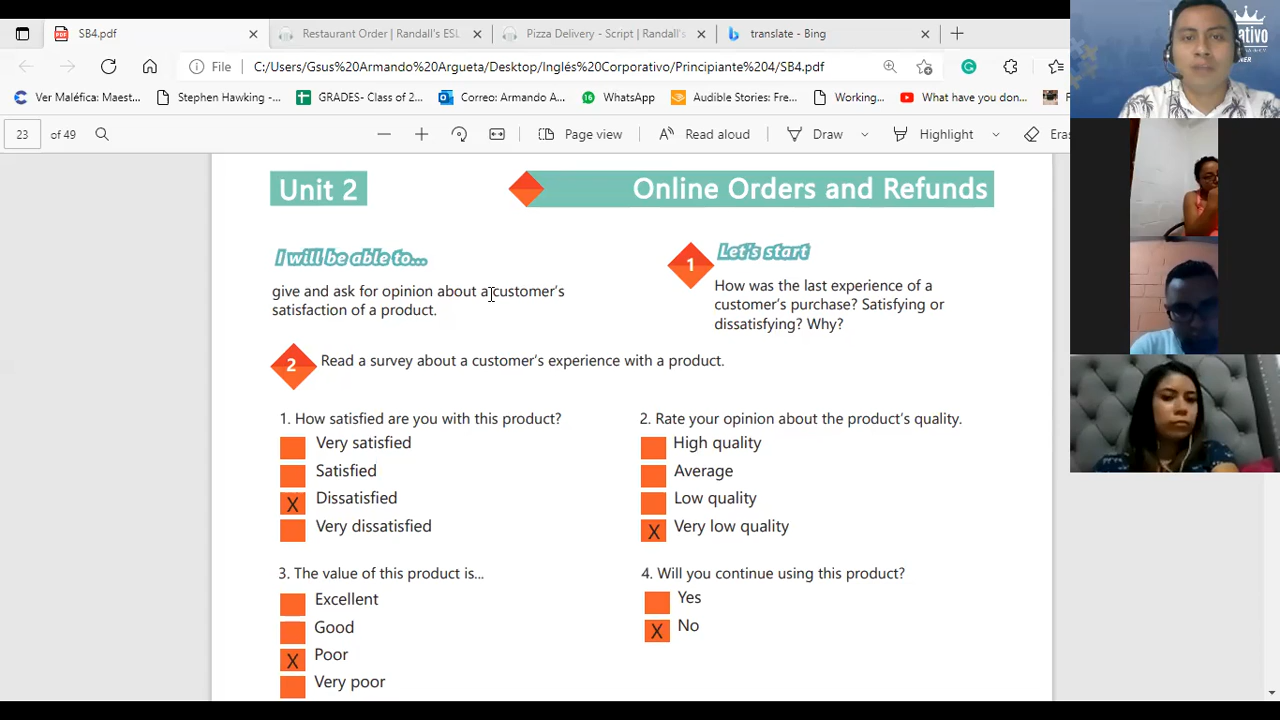 SB4.pdf
Restaurant Order | Randall's ESL
Pizza Delivery - Script | Randall's
translate - Bing
File
C:/Users/Gsus%20Armando%20Argueta/Desktop/Inglés%20Corporativo/Principiante%204/SB4.pdf
Ver Maléfica: Maest...
Stephen Hawking -...
GRADES- Class of 2...
Correo: Armando A...
16 WhatsApp
Audible Stories: Fre...
Working...
What have you don...
23 of 49
Page view
Read aloud
Draw
Highlight
Unit 2
Online Orders and Refunds
I will be able to...
give and ask for opinion about a customer's
satisfaction of a product.
1
Let's start
How was the last experience of a
customer's purchase? Satisfying or
dissatisfying? Why?
2
Read a survey about a customer's experience with a product.
1. How satisfied are you with this product?
Very satisfied
Satisfied
X Dissatisfied
Very dissatisfied
2. Rate your opinion about the product's quality.
High quality
Average
Low quality
X Very low quality
3. The value of this product is...
Excellent
Good
X Poor
Very poor
4. Will you continue using this product?
Yes
X No